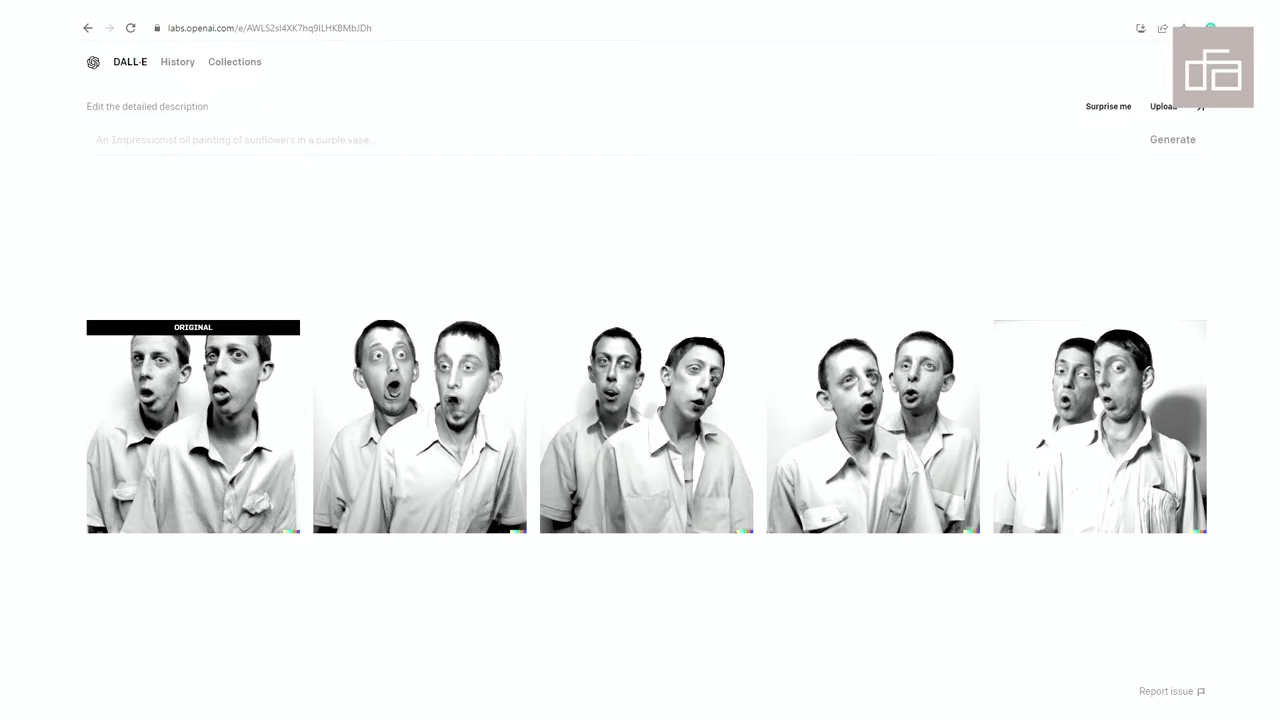 labs.openai.com/e/AWLS2sI4XK7hq9ILHKBMbJDh
DALL·E History Collections
Edit the detailed description
Surprise me Upload
An Impressionist oil painting of sunflowers in a purple vase...
Generate
ORIGINAL
Report issue